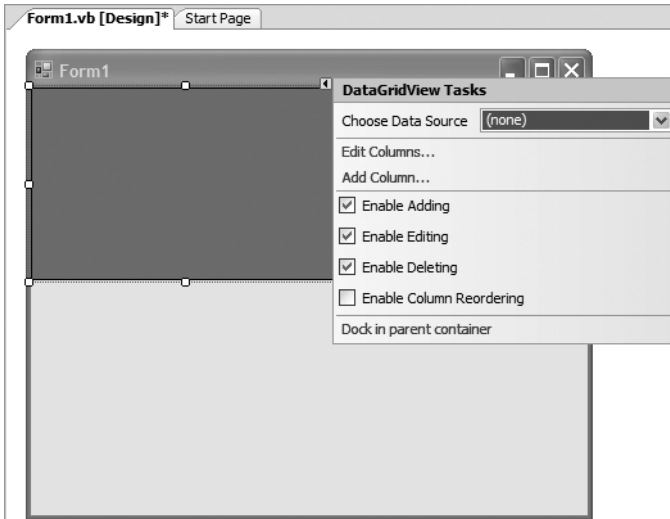 Form1.vb [Design]* Start Page
Form1
DataGridView Tasks
Choose Data Source (none)
Edit Columns...
Add Column...
Enable Adding
Enable Editing
Enable Deleting
Enable Column Reordering
Dock in parent container